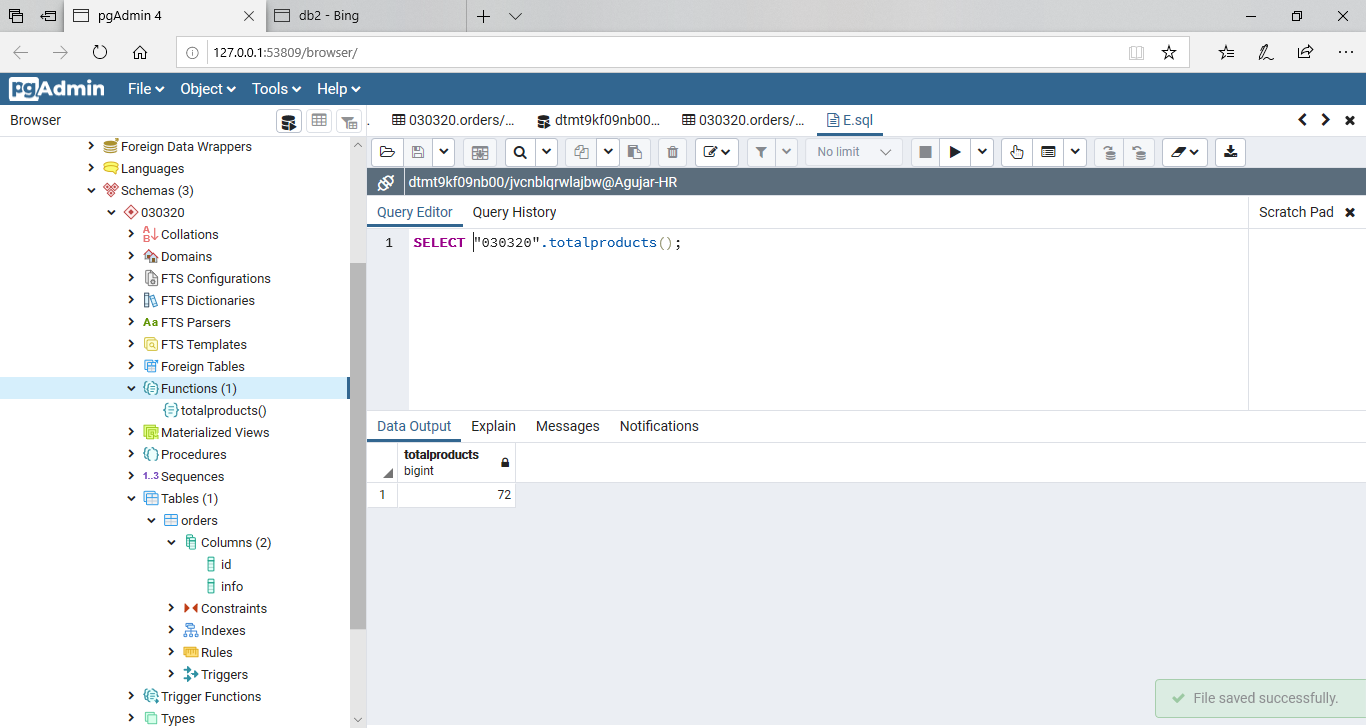 pgAdmin 4
db2 - Bing
127.0.0.1:53809/browser/
pgAdmin File Object Tools Help
Browser
030320.orders/... dtmt9kf09nb00... 030320.orders/... E.sql
No limit
dtmt9kf09nb00/jvcnblqrwlajbw@Agujar-HR
Query Editor Query History
Scratch Pad
1 SELECT "030320".totalproducts();
Foreign Data Wrappers
Languages
Schemas (3)
030320
Collations
Domains
FTS Configurations
FTS Dictionaries
Aa FTS Parsers
FTS Templates
Foreign Tables
Functions (1)
totalproducts()
Materialized Views
Procedures
1..3 Sequences
Tables (1)
orders
Columns (2)
id
info
Constraints
Indexes
Rules
Triggers
Trigger Functions
Types
Data Output Explain Messages Notifications
totalproducts
bigint
1 72
File saved successfully.